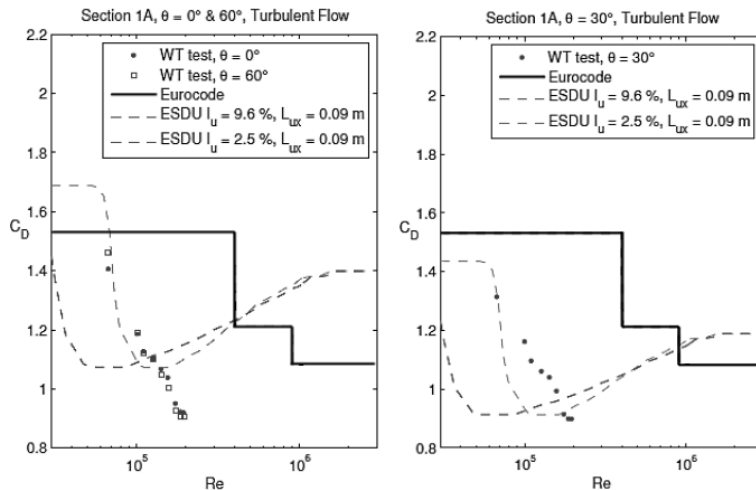 Section 1A, θ = 0° & 60°, Turbulent Flow
2.2
2
1.8
1.6
C_D
1.4
1.2
1
0.8
WT test, θ = 0°
WT test, θ = 60°
Eurocode
ESDU I_u = 9.6 %, L_ux = 0.09 m
ESDU I_u = 2.5 %, L_ux = 0.09 m
10^5
10^6
Re
Section 1A, θ = 30°, Turbulent Flow
2.2
2
1.8
1.6
C_D
1.4
1.2
1
0.8
WT test, θ = 30°
Eurocode
ESDU I_u = 9.6 %, L_ux = 0.09 m
ESDU I_u = 2.5 %, L_ux = 0.09 m
10^5
10^6
Re